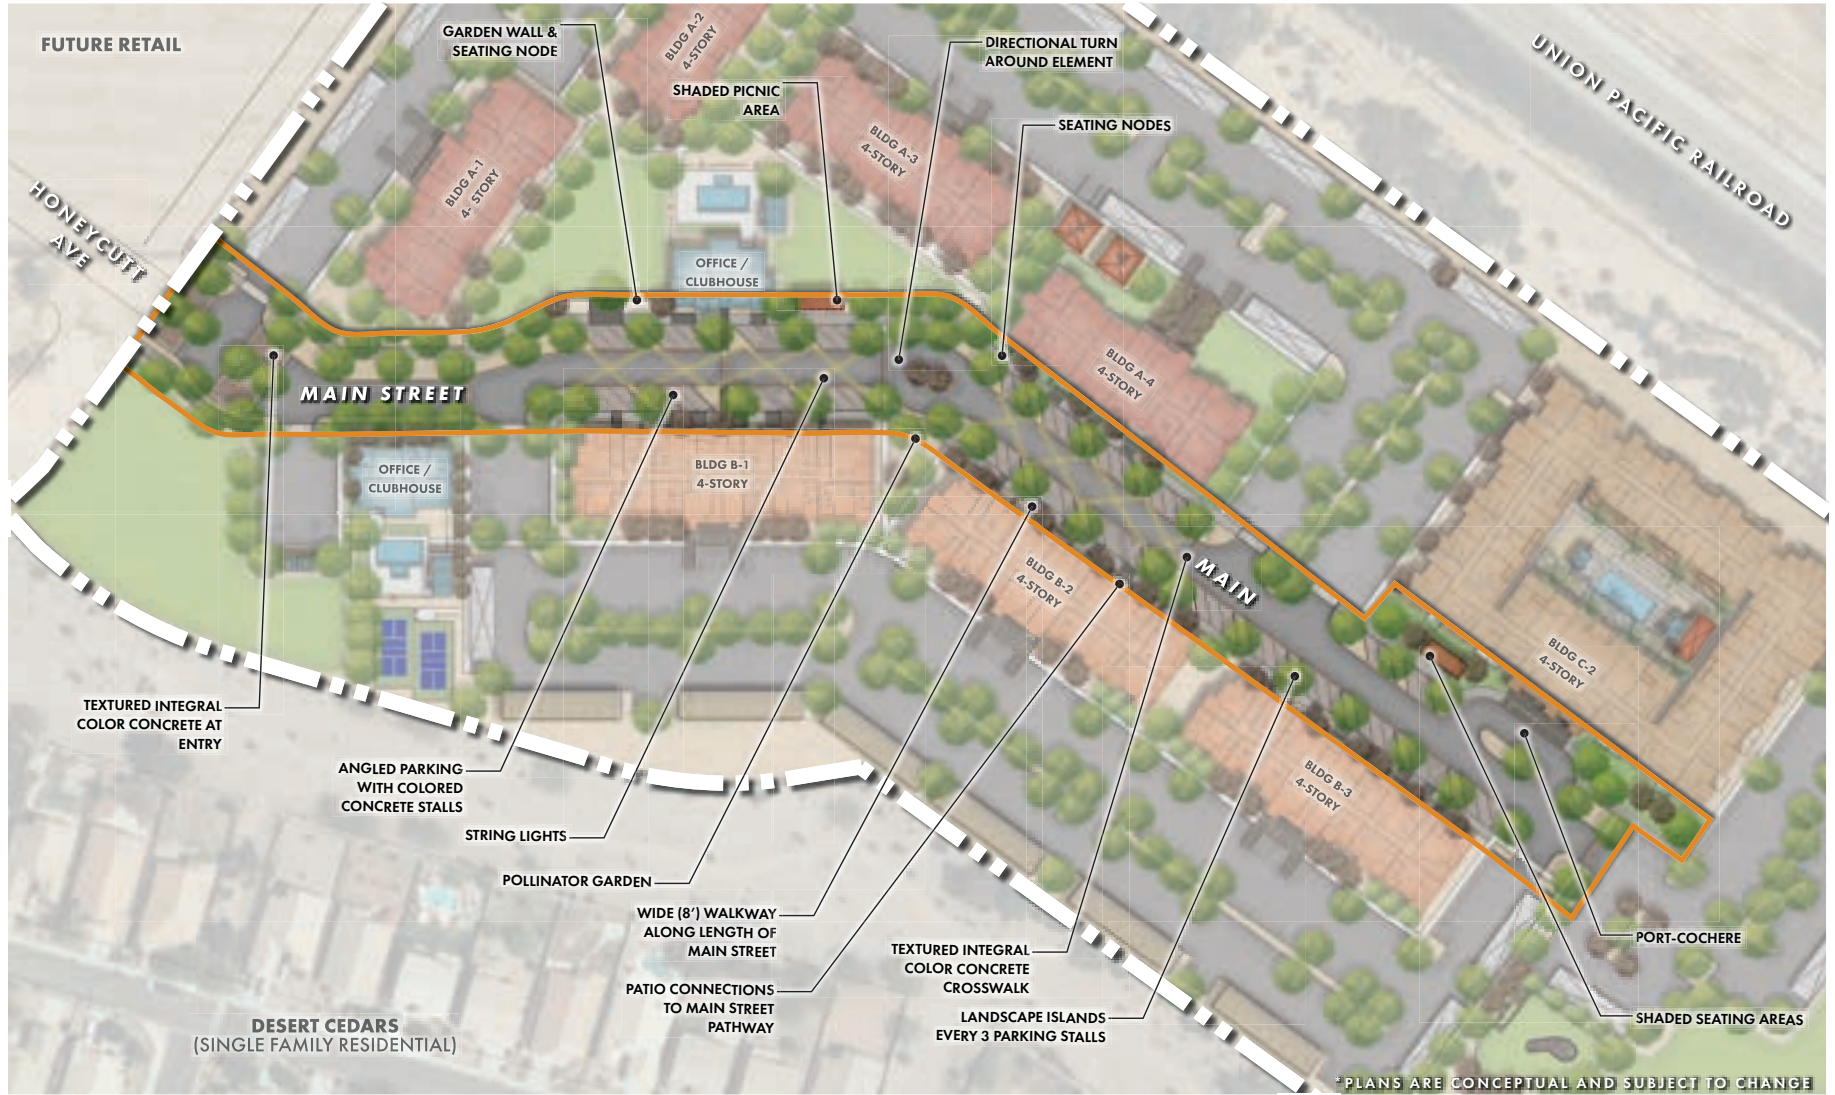 FUTURE RETAIL
GARDEN WALL &
SEATING NODE
BLDG A-2
4-STORY
DIRECTIONAL TURN
AROUND ELEMENT
UNION PACIFIC RAILROAD
SHADED PICNIC
AREA
SEATING NODES
BLDG A-1
4- STORY
BLDG A-3
4-STORY
HONEYCUTT
AVE
OFFICE /
CLUBHOUSE
BLDG A-4
4-STORY
MAIN STREET
OFFICE /
CLUBHOUSE
BLDG B-1
4-STORY
BLDG B-2
4-STORY
MAIN
BLDG C-2
4-STORY
BLDG B-3
4-STORY
TEXTURED INTEGRAL
COLOR CONCRETE AT
ENTRY
ANGLED PARKING
WITH COLORED
CONCRETE STALLS
STRING LIGHTS
POLLINATOR GARDEN
WIDE (8') WALKWAY
ALONG LENGTH OF
MAIN STREET
PATIO CONNECTIONS
TO MAIN STREET
PATHWAY
TEXTURED INTEGRAL
COLOR CONCRETE
CROSSWALK
LANDSCAPE ISLANDS
EVERY 3 PARKING STALLS
PORT-COCHERE
SHADED SEATING AREAS
DESERT CEDARS
(SINGLE FAMILY RESIDENTIAL)
*PLANS ARE CONCEPTUAL AND SUBJECT TO CHANGE